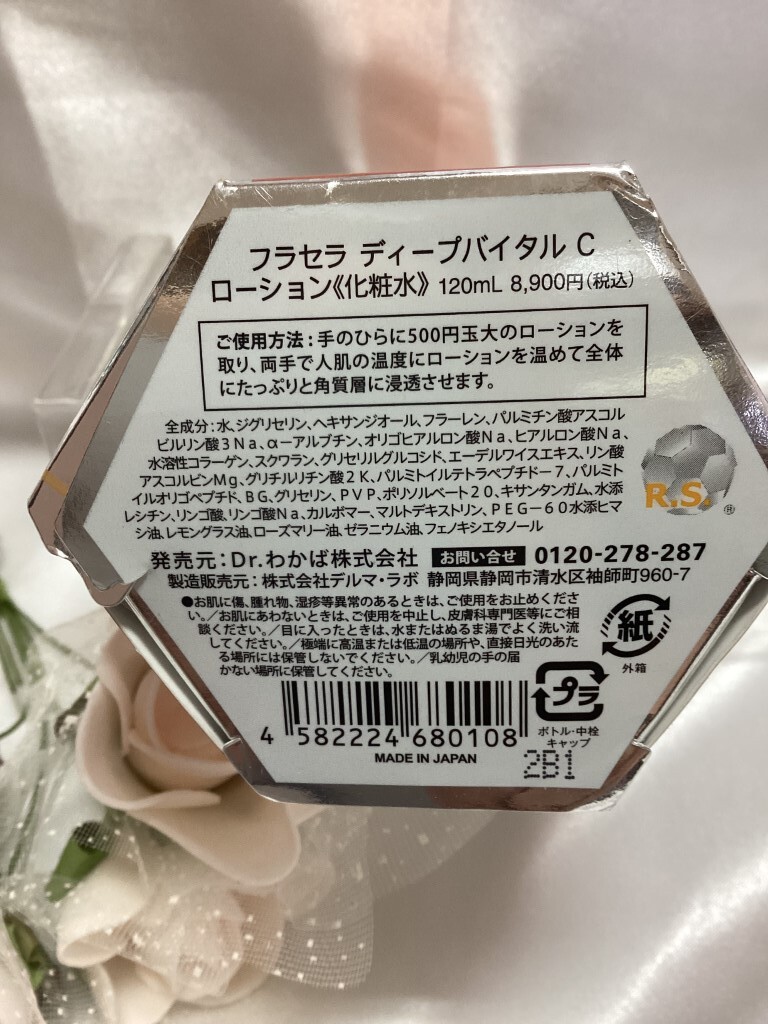 フラセラ ディープバイタル C
ローション《化粧水》 120mL 8,900円(税込)
ご使用方法：手のひらに500円玉大のローションを
取り、両手で人肌の温度にローションを温めて全体
にたっぷりと角質層に浸透させます。
全成分：水、ジグリセリン、ヘキサンジオール、フラーレン、パルミチン酸アスコル
ビルリン酸3Na、α－アルブチン、オリゴヒアルロン酸Na、ヒアルロン酸Na、
水溶性コラーゲン、スクワラン、グリセリルグルコシド、エーデルワイスエキス、リン酸
アスコルビンMg、グリチルリチン酸2K、パルミトイルテトラペプチド－7、パルミト
イルオリゴペプチド、BG、グリセリン、PVP、ポリソルベート20、キサンタンガム、水添
レシチン、リンゴ酸、リンゴ酸Na、カルボマー、マルトデキストリン、PEG－60水添ヒマ
シ油、レモングラス油、ローズマリー油、ゼラニウム油、フェノキシエタノール
R.S.®
発売元：Dr.わかば株式会社 お問い合せ 0120-278-287
製造販売元：株式会社デルマ・ラボ 静岡県静岡市清水区袖師町960-7
●お肌に傷、腫れ物、湿疹等異常のあるときは、ご使用をお止めくださ
い。／お肌にあわないときは、ご使用を中止し、皮膚科専門医等にご相
談ください。／目に入ったときは、水またはぬるま湯でよく洗い流
してください。／極端に高温または低温の場所や、直接日光のあた
る場所には保管しないでください。／乳幼児の手の届
かない場所に保管してください。
紙
外箱
プラ
ボトル・中栓
キャップ
4 582224 680108
MADE IN JAPAN
2B1